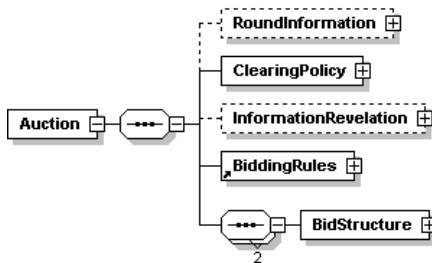 RoundInformation
ClearingPolicy
Auction
InformationRevelation
BiddingRules
BidStructure
2